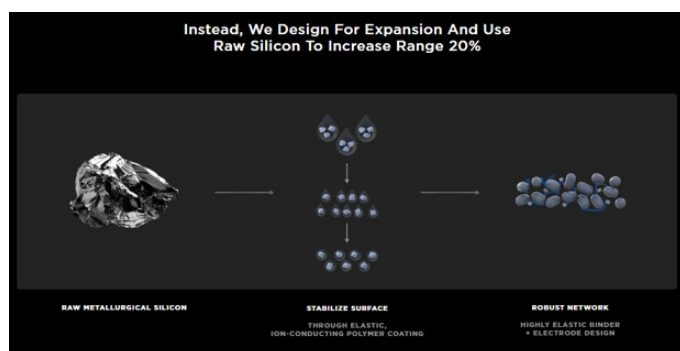 Instead, We Design For Expansion And Use
Raw Silicon To Increase Range 20%
RAW METALLURGICAL SILICON
STABILIZE SURFACE
THROUGH ELASTIC,
ION-CONDUCTING POLYMER COATING
ROBUST NETWORK
HIGHLY ELASTIC BINDER
+ ELECTRODE DESIGN